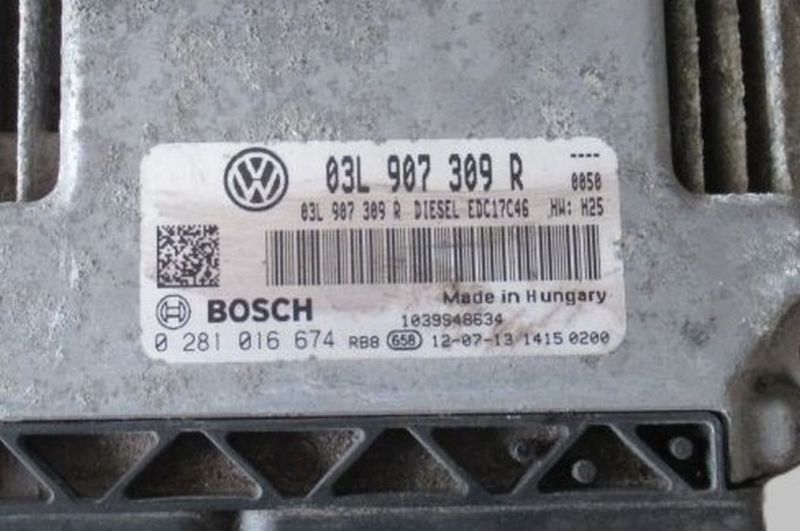 03L 907 309 R ----
0050
03L 907 309 R DIESEL EDC17C46 HW: H25
BOSCH Made in Hungary
1039S48634
0 281 016 674 RB8 658 12-07-13 1415 0200